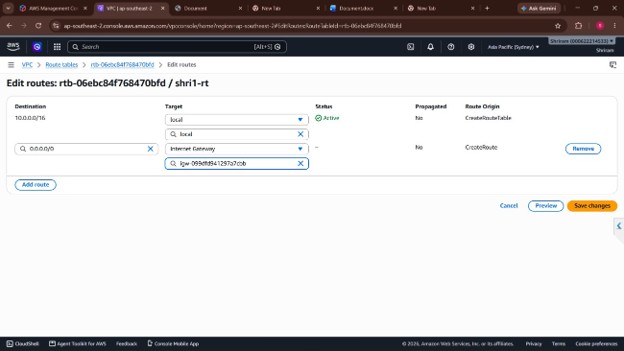 AWS Management Cons
VPC | ap-southeast-2
Document
New Tab
Document.docx
New Tab
Ask Gemini
ap-southeast-2.console.aws.amazon.com/vpcconsole/home?region=ap-southeast-2#EditRoutes:RouteTableId=rtb-06ebc84f768470bfd
aws
Search
[Alt+S]
Asia Pacific (Sydney)
Shriram
VPC
Route tables
rtb-06ebc84f768470bfd
Edit routes
Edit routes: rtb-06ebc84f768470bfd / shri1-rt
Destination Target Status Propagated Route Origin
10.0.0.0/16 local Active No CreateRouteTable
local
0.0.0.0/0 Internet Gateway – No CreateRoute Remove
igw-099dfd941297a7cbb
Add route
Cancel Preview Save changes
CloudShell Agent Toolkit for AWS Feedback Console Mobile App © 2026, Amazon Web Services, Inc. or its affiliates. Privacy Terms Cookie preferences